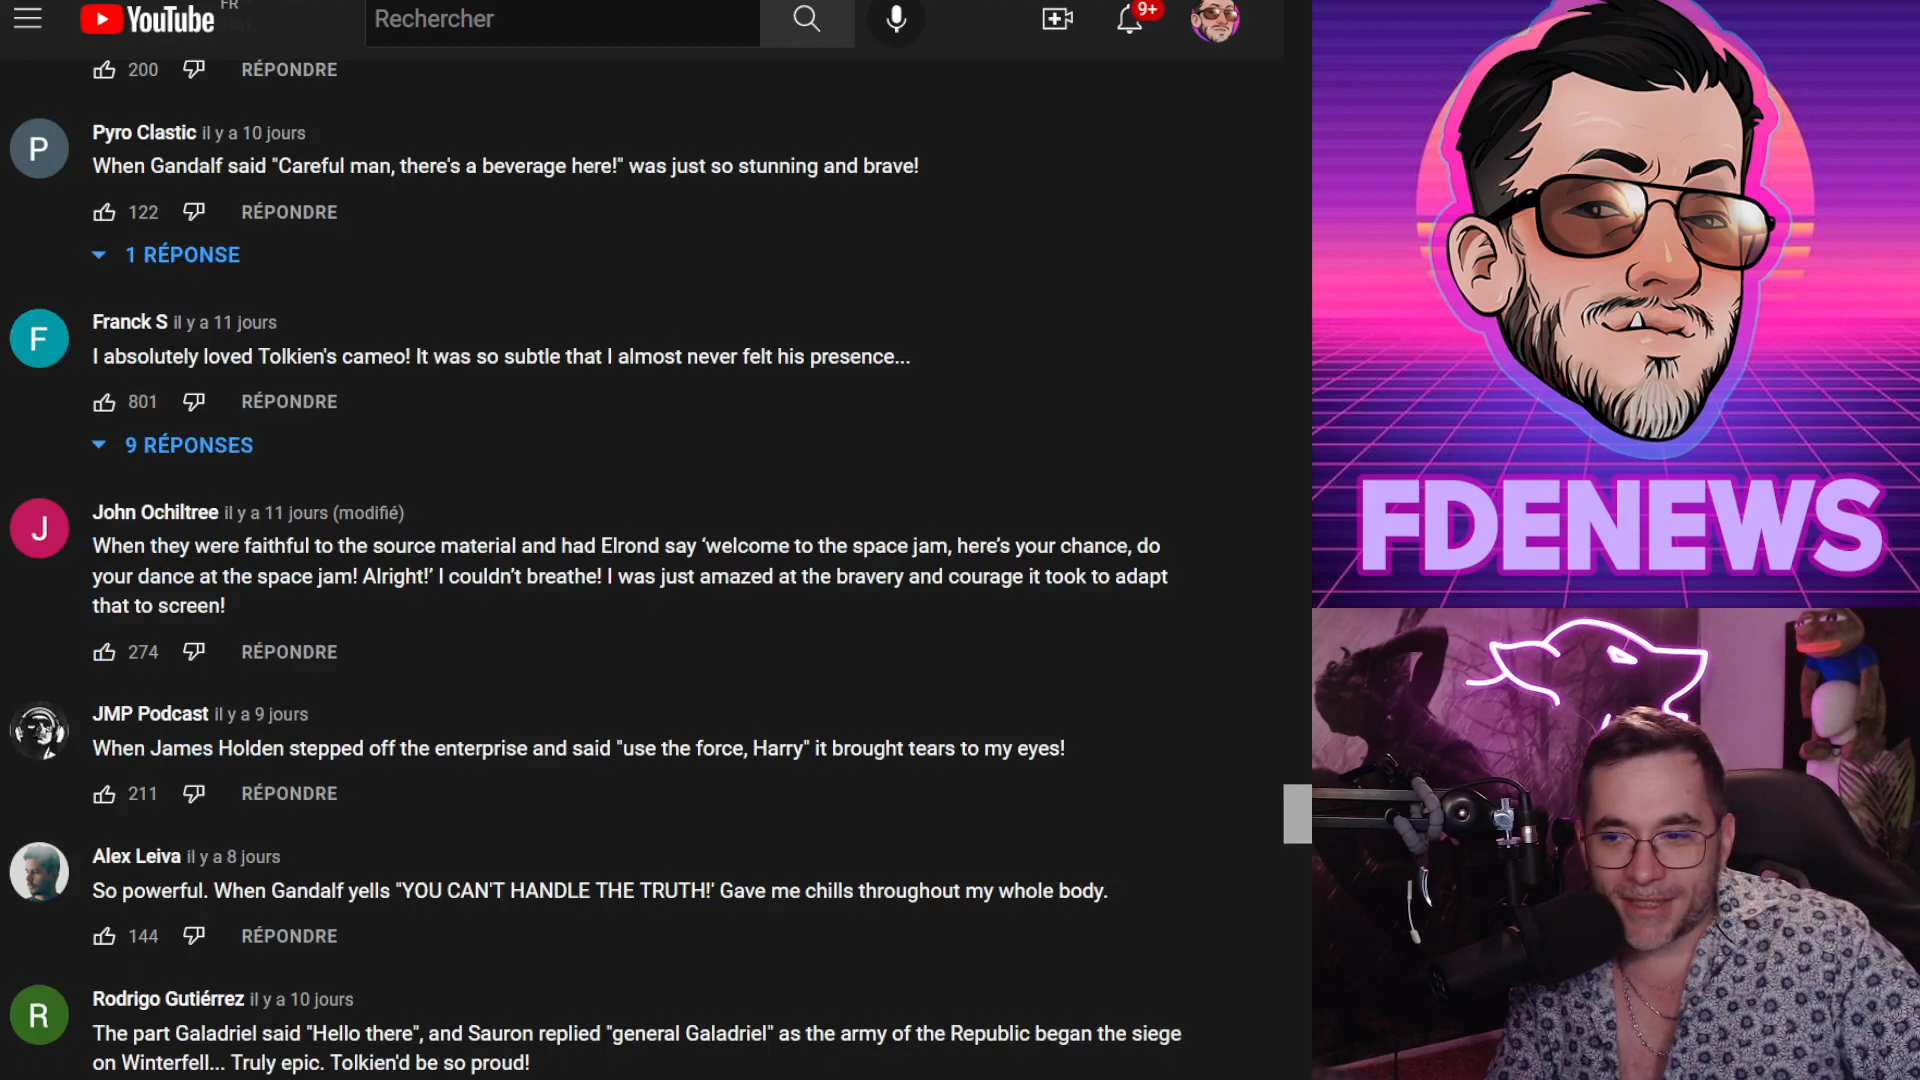 FR
YouTube
Rechercher
9+
200
RÉPONDRE
P
Pyro Clastic il y a 10 jours
When Gandalf said "Careful man, there's a beverage here!" was just so stunning and brave!
122
RÉPONDRE
1 RÉPONSE
F
Franck S il y a 11 jours
I absolutely loved Tolkien's cameo! It was so subtle that I almost never felt his presence...
801
RÉPONDRE
9 RÉPONSES
J
John Ochiltree il y a 11 jours (modifié)
When they were faithful to the source material and had Elrond say ‘welcome to the space jam, here’s your chance, do
your dance at the space jam! Alright!’ I couldn’t breathe! I was just amazed at the bravery and courage it took to adapt
that to screen!
274
RÉPONDRE
JMP Podcast il y a 9 jours
When James Holden stepped off the enterprise and said "use the force, Harry" it brought tears to my eyes!
211
RÉPONDRE
Alex Leiva il y a 8 jours
So powerful. When Gandalf yells "YOU CAN'T HANDLE THE TRUTH!' Gave me chills throughout my whole body.
144
RÉPONDRE
R
Rodrigo Gutiérrez il y a 10 jours
The part Galadriel said "Hello there", and Sauron replied "general Galadriel" as the army of the Republic began the siege
on Winterfell... Truly epic. Tolkien'd be so proud!
FDENEWS